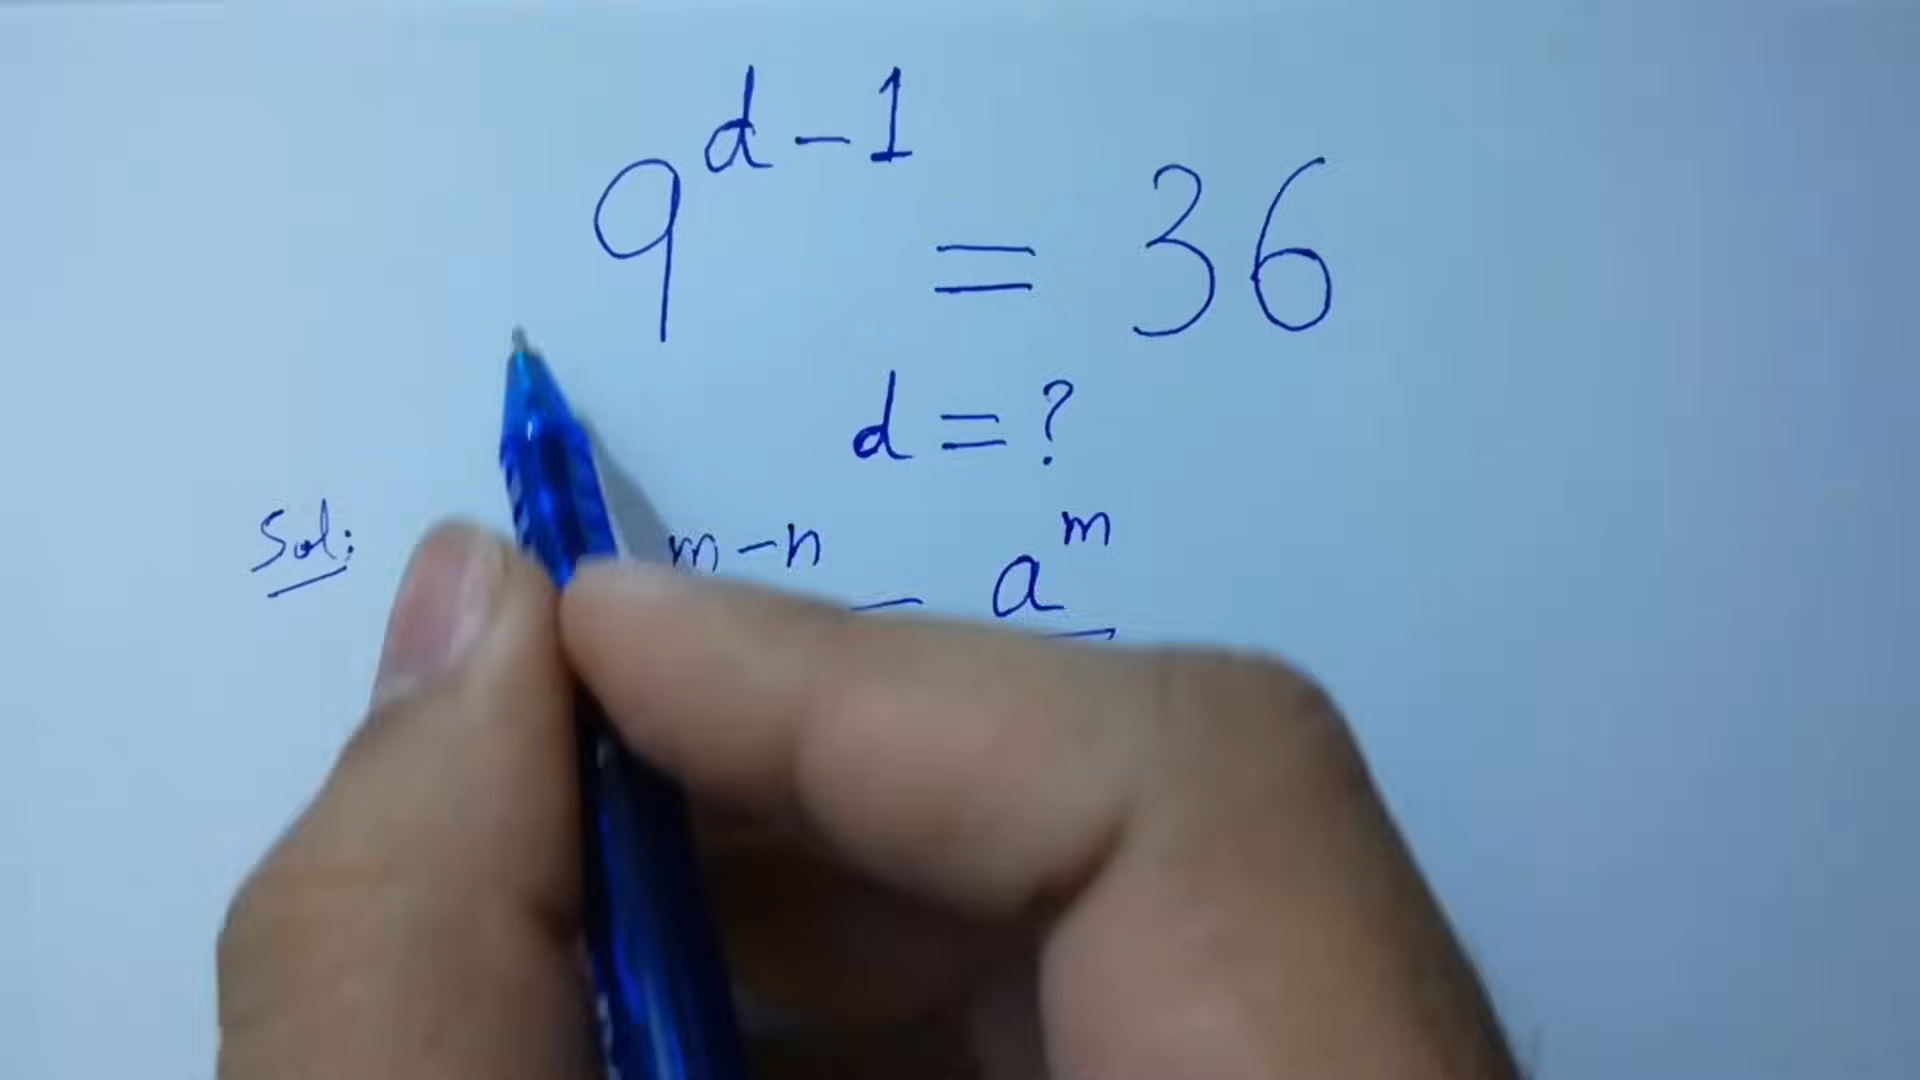 9^{d-1} = 36
d = ?
Sol: m-n = a^m